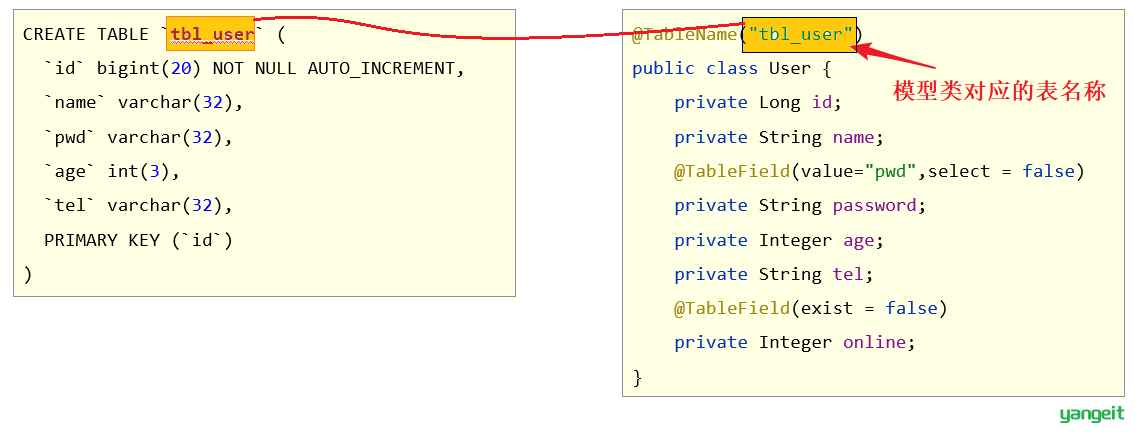 CREATE TABLE `tbl_user` (
`id` bigint(20) NOT NULL AUTO_INCREMENT,
`name` varchar(32),
`pwd` varchar(32),
`age` int(3),
`tel` varchar(32),
PRIMARY KEY (`id`)
)
@TableName("tbl_user")
public class User {
private Long id;
private String name;
@TableField(value="pwd",select = false)
private String password;
private Integer age;
private String tel;
@TableField(exist = false)
private Integer online;
}
模型类对应的表名称
yangeit